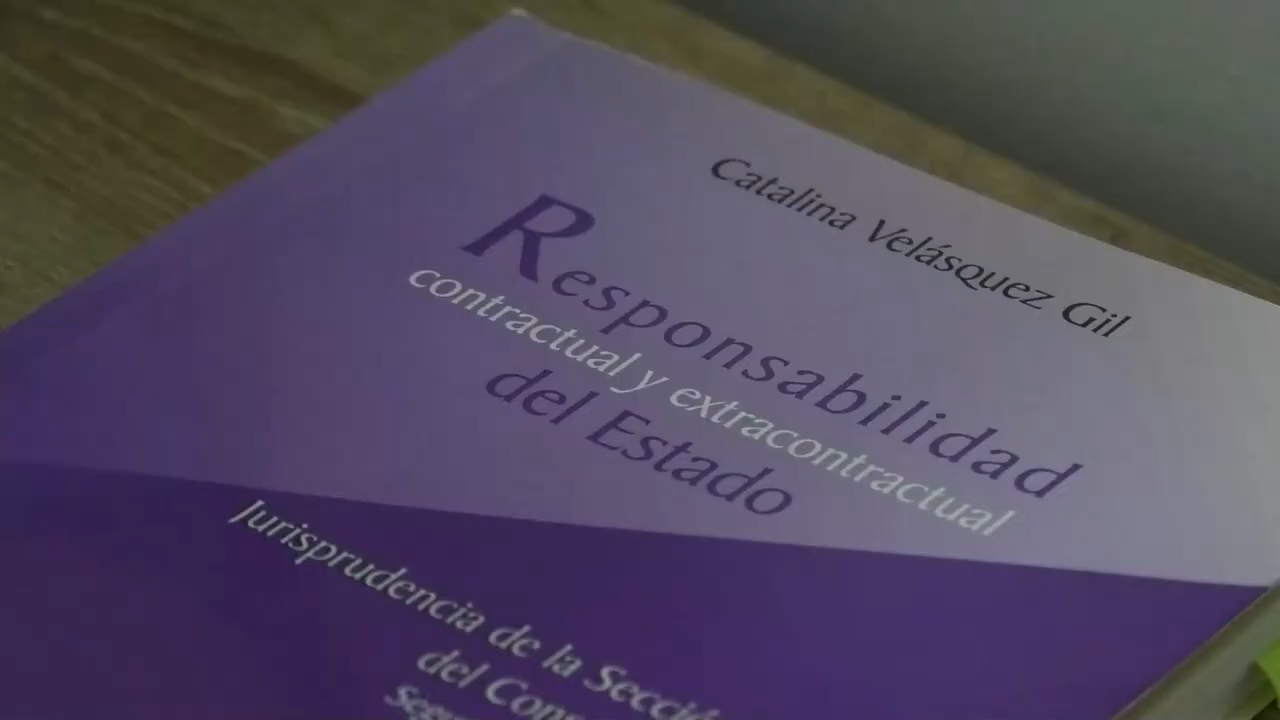 Catalina Velásquez Gil
Responsabilidad
contractual y extracontractual
del Estado
Jurisprudencia de la
del